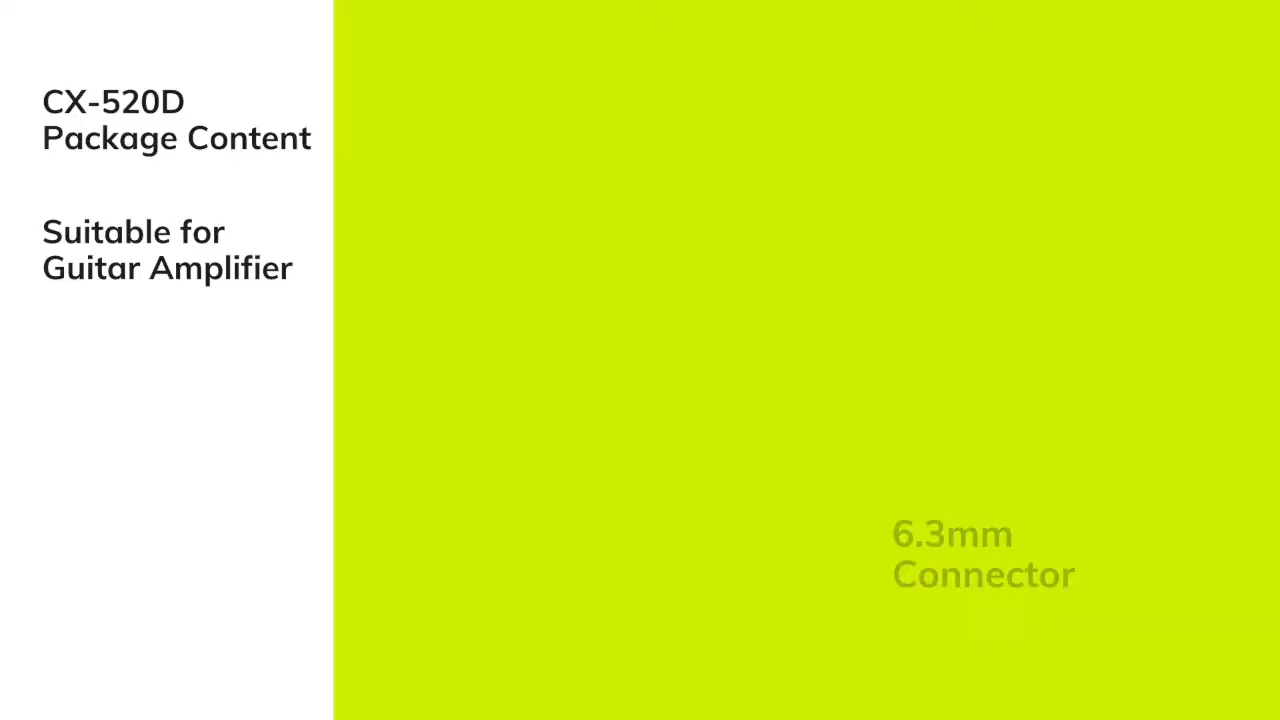 CX-520D
Package Content
Suitable for
Guitar Amplifier
6.3mm
Connector